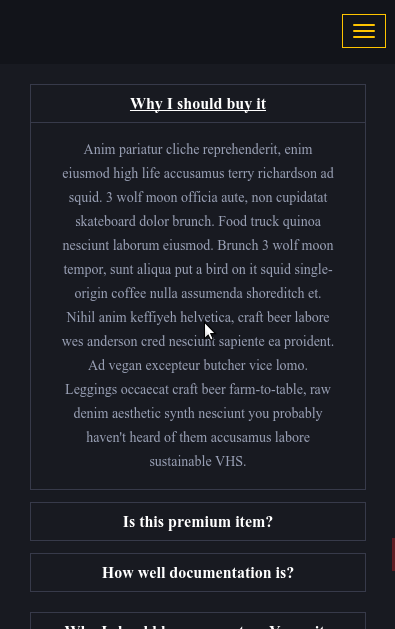 Why I should buy it
Anim pariatur cliche reprehenderit, enim
eiusmod high life accusamus terry richardson ad
squid. 3 wolf moon officia aute, non cupidatat
skateboard dolor brunch. Food truck quinoa
nesciunt laborum eiusmod. Brunch 3 wolf moon
tempor, sunt aliqua put a bird on it squid single-
origin coffee nulla assumenda shoreditch et.
Nihil anim keffiyeh helvetica, craft beer labore
wes anderson cred nesciunt sapiente ea proident.
Ad vegan excepteur butcher vice lomo.
Leggings occaecat craft beer farm-to-table, raw
denim aesthetic synth nesciunt you probably
haven't heard of them accusamus labore
sustainable VHS.
Is this premium item?
How well documentation is?